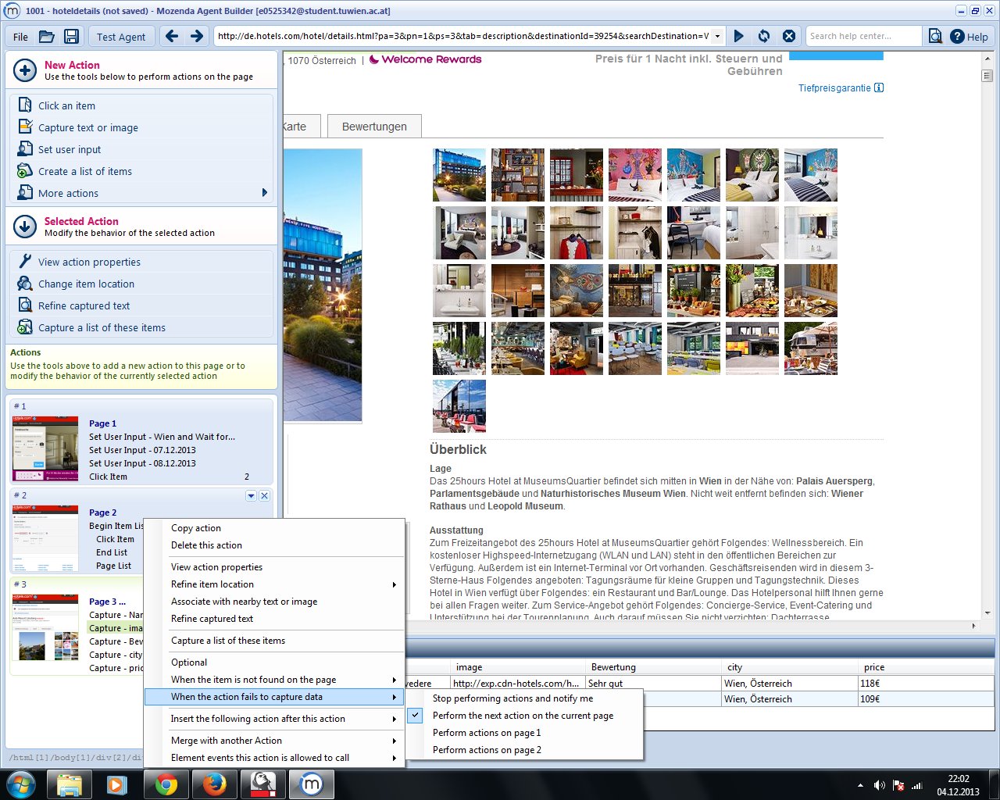 1001 - hoteldetails (not saved) - Mozenda Agent Builder [e0525342@student.tuwien.ac.at]
File
Test Agent
http://de.hotels.com/hotel/details.html?pa=3&pn=1&ps=3&tab=description&destinationId=39254&searchDestination=V
Search help center...
Help
New Action
Use the tools below to perform actions on the page
Click an item
Capture text or image
Set user input
Create a list of items
More actions
Selected Action
Modify the behavior of the selected action
View action properties
Change item location
Refine captured text
Capture a list of these items
Actions
Use the tools above to add a new action to this page or to
modify the behavior of the currently selected action
# 1
Page 1
Set User Input - Wien and Wait for...
Set User Input - 07.12.2013
Set User Input - 08.12.2013
Click Item 2
# 2
Page 2
Begin Item Lis
Click Item
End List
Page List
# 3
Page 3 ...
Capture - Nar
Capture - ima
Capture - Bev
Capture - city
Capture - pric
/html[1]/body[1]/div[2]/di
, 1070 Österreich | Welcome Rewards
Preis für 1 Nacht inkl. Steuern und
Gebühren
Tiefpreisgarantie
Karte
Bewertungen
Überblick
Lage
Das 25hours Hotel at MuseumsQuartier befindet sich mitten in Wien in der Nähe von: Palais Auersperg,
Parlamentsgebäude und Naturhistorisches Museum Wien. Nicht weit entfernt befinden sich: Wiener
Rathaus und Leopold Museum.
Ausstattung
Zum Freizeitangebot des 25hours Hotel at MuseumsQuartier gehört Folgendes: Wellnessbereich. Ein
kostenloser Highspeed-Internetzugang (WLAN und LAN) steht in den öffentlichen Bereichen zur
Verfügung. Außerdem ist ein Internet-Terminal vor Ort vorhanden. Geschäftsreisenden wird in diesem 3-
Sterne-Haus Folgendes angeboten: Tagungsräume für kleine Gruppen und Tagungstechnik. Dieses
Hotel in Wien verfügt über Folgendes: ein Restaurant und Bar/Lounge. Das Hotelpersonal hilft Ihnen gerne
bei allen Fragen weiter. Zum Service-Angebot gehört Folgendes: Concierge-Service, Event-Catering und
Unterstützung bei der Tourenplanung. Auch darauf müssen Sie nicht verzichten: Dachterrasse
Copy action
Delete this action
View action properties
Refine item location
Associate with nearby text or image
Refine captured text
Capture a list of these items
Optional
When the item is not found on the page
When the action fails to capture data
Insert the following action after this action
Merge with another Action
Element events this action is allowed to call
Stop performing actions and notify me
Perform the next action on the current page
Perform actions on page 1
Perform actions on page 2
image Bewertung city price
vedere http://exp.cdn-hotels.com/h... Sehr gut Wien, Österreich 118€
Wien, Österreich 109€
22:02
04.12.2013